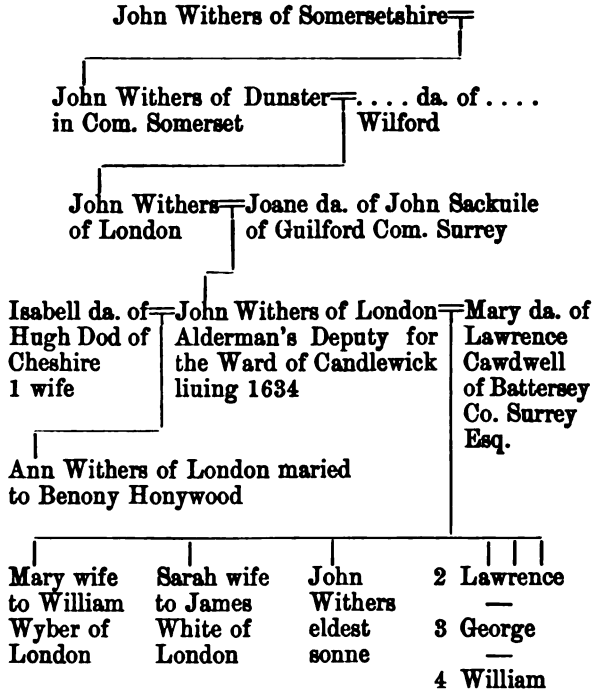 John Withers of Somersetshire=
John Withers of Dunster=.... da. of ....
in Com. Somerset Wilford
John Withers=Joane da. of John Sackuile
of London of Guilford Com. Surrey
Isabell da. of=John Withers of London=Mary da. of
Hugh Dod of Alderman's Deputy for Lawrence
Cheshire the Ward of Candlewick Cawdwell
1 wife liuing 1634 of Battersey
Co. Surrey
Esq.
Ann Withers of London maried
to Benony Honywood
Mary wife Sarah wife John 2 Lawrence
to William to James Withers —
Wyber of White of eldest 3 George
London London sonne —
4 William